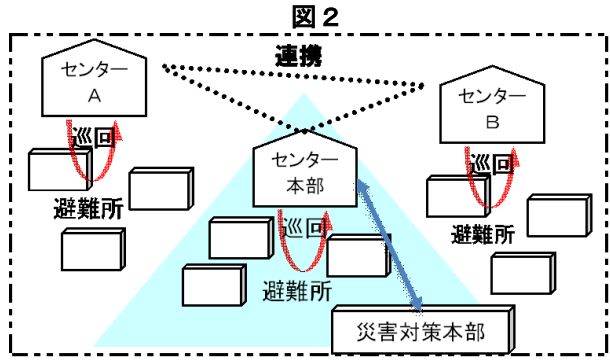 図２
連携
センター
A
巡回
避難所
センター
本部
巡回
避難所
センター
B
巡回
避難所
災害対策本部